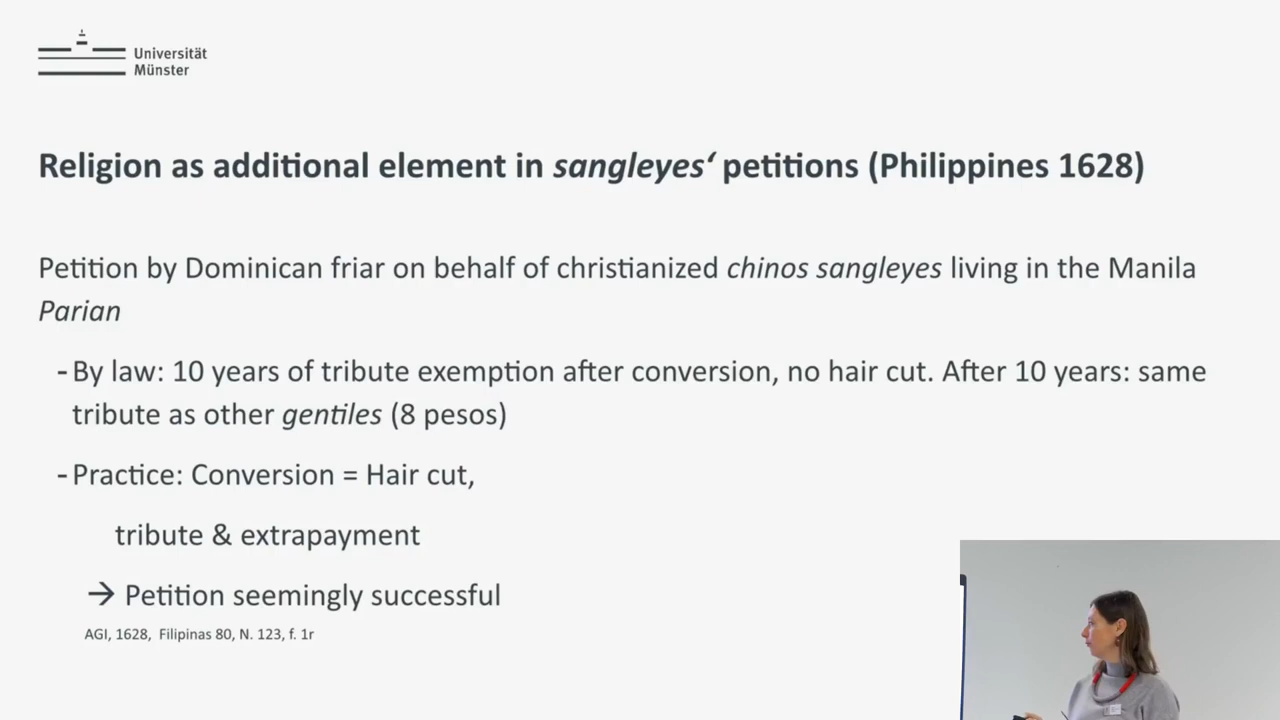 Universität
Münster
Religion as additional element in sangleyes‘ petitions (Philippines 1628)
Petition by Dominican friar on behalf of christianized chinos sangleyes living in the Manila
Parian
- By law: 10 years of tribute exemption after conversion, no hair cut. After 10 years: same
tribute as other gentiles (8 pesos)
- Practice: Conversion = Hair cut,
tribute & extrapayment
→ Petition seemingly successful
AGI, 1628, Filipinas 80, N. 123, f. 1r